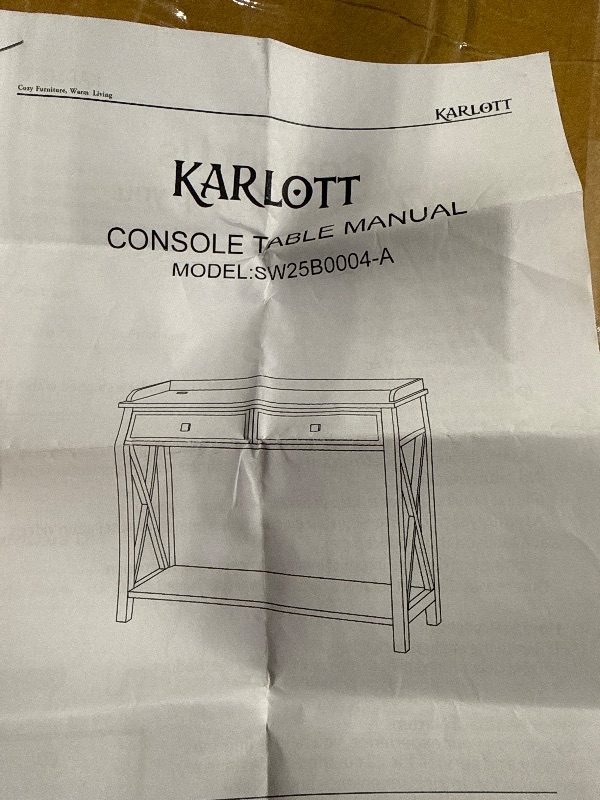 Cozy Furniture, Warm Living
KARLOTT
KARLOTT
CONSOLE TABLE MANUAL
MODEL:SW25B0004-A